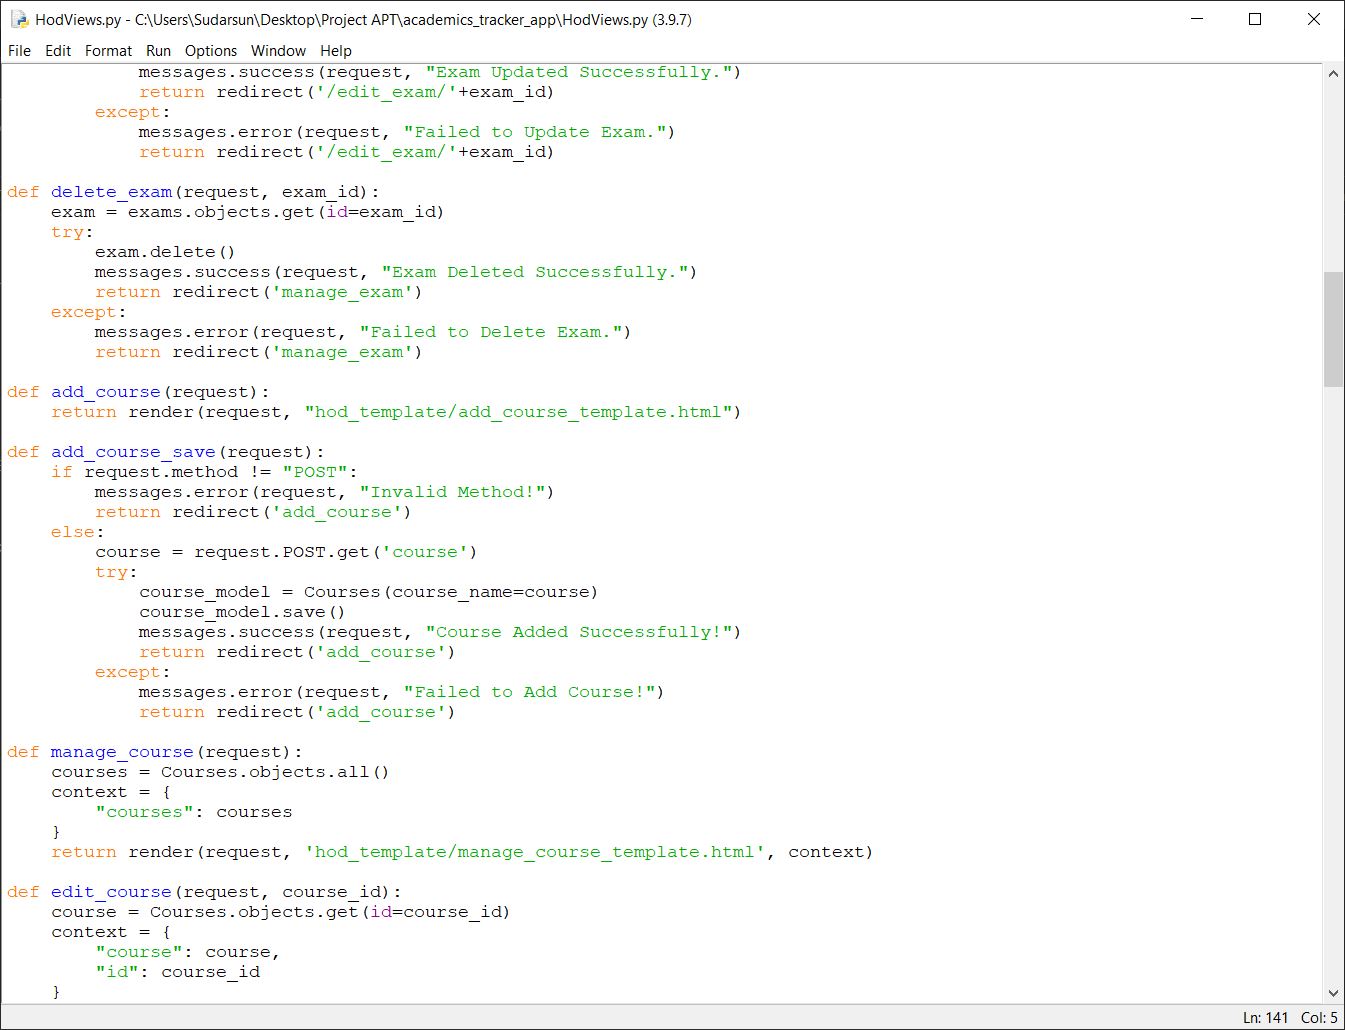 HodViews.py - C:\Users\Sudarsun\Desktop\Project APT\academics_tracker_app\HodViews.py (3.9.7)
File Edit Format Run Options Window Help
            messages.success(request, "Exam Updated Successfully.")
            return redirect('/edit_exam/'+exam_id)
        except:
            messages.error(request, "Failed to Update Exam.")
            return redirect('/edit_exam/'+exam_id)

def delete_exam(request, exam_id):
    exam = exams.objects.get(id=exam_id)
    try:
        exam.delete()
        messages.success(request, "Exam Deleted Successfully.")
        return redirect('manage_exam')
    except:
        messages.error(request, "Failed to Delete Exam.")
        return redirect('manage_exam')

def add_course(request):
    return render(request, "hod_template/add_course_template.html")

def add_course_save(request):
    if request.method != "POST":
        messages.error(request, "Invalid Method!")
        return redirect('add_course')
    else:
        course = request.POST.get('course')
        try:
            course_model = Courses(course_name=course)
            course_model.save()
            messages.success(request, "Course Added Successfully!")
            return redirect('add_course')
        except:
            messages.error(request, "Failed to Add Course!")
            return redirect('add_course')

def manage_course(request):
    courses = Courses.objects.all()
    context = {
        "courses": courses
    }
    return render(request, 'hod_template/manage_course_template.html', context)

def edit_course(request, course_id):
    course = Courses.objects.get(id=course_id)
    context = {
        "course": course,
        "id": course_id
    }
Ln: 141 Col: 5